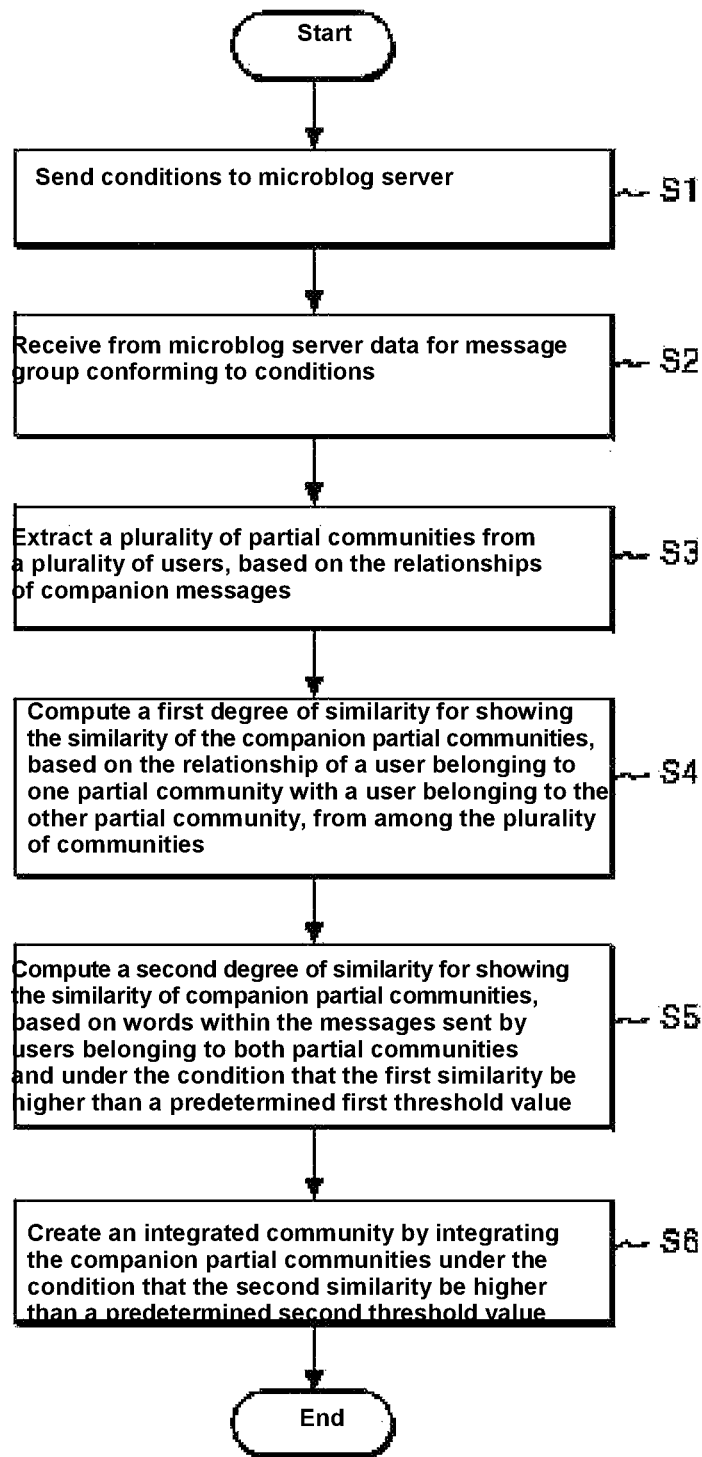 Start
Send conditions to microblog server
S1
Receive from microblog server data for message
group conforming to conditions
S2
Extract a plurality of partial communities from
a plurality of users, based on the relationships
of companion messages
S3
Compute a first degree of similarity for showing
the similarity of the companion partial communities,
based on the relationship of a user belonging to
one partial community with a user belonging to the
other partial community, from among the plurality
of communities
S4
Compute a second degree of similarity for showing
the similarity of companion partial communities,
based on words within the messages sent by
users belonging to both partial communities
and under the condition that the first similarity be
higher than a predetermined first threshold value
S5
Create an integrated community by integrating
the companion partial communities under the
condition that the second similarity be higher
than a predetermined second threshold value
S6
End